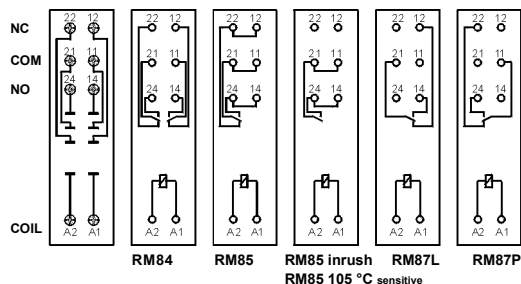 NC 22 12 22 12 22 12 22 12 22 12 22 12
COM 21 11 21 11 21 11 21 11 21 11 21 11
NO 24 14 24 14 24 14 24 14 24 14 24 14
COIL A2 A1 A2 A1 A2 A1 A2 A1 A2 A1 A2 A1
RM84 RM85 RM85 inrush RM87L RM87P
RM85 105 °C sensitive